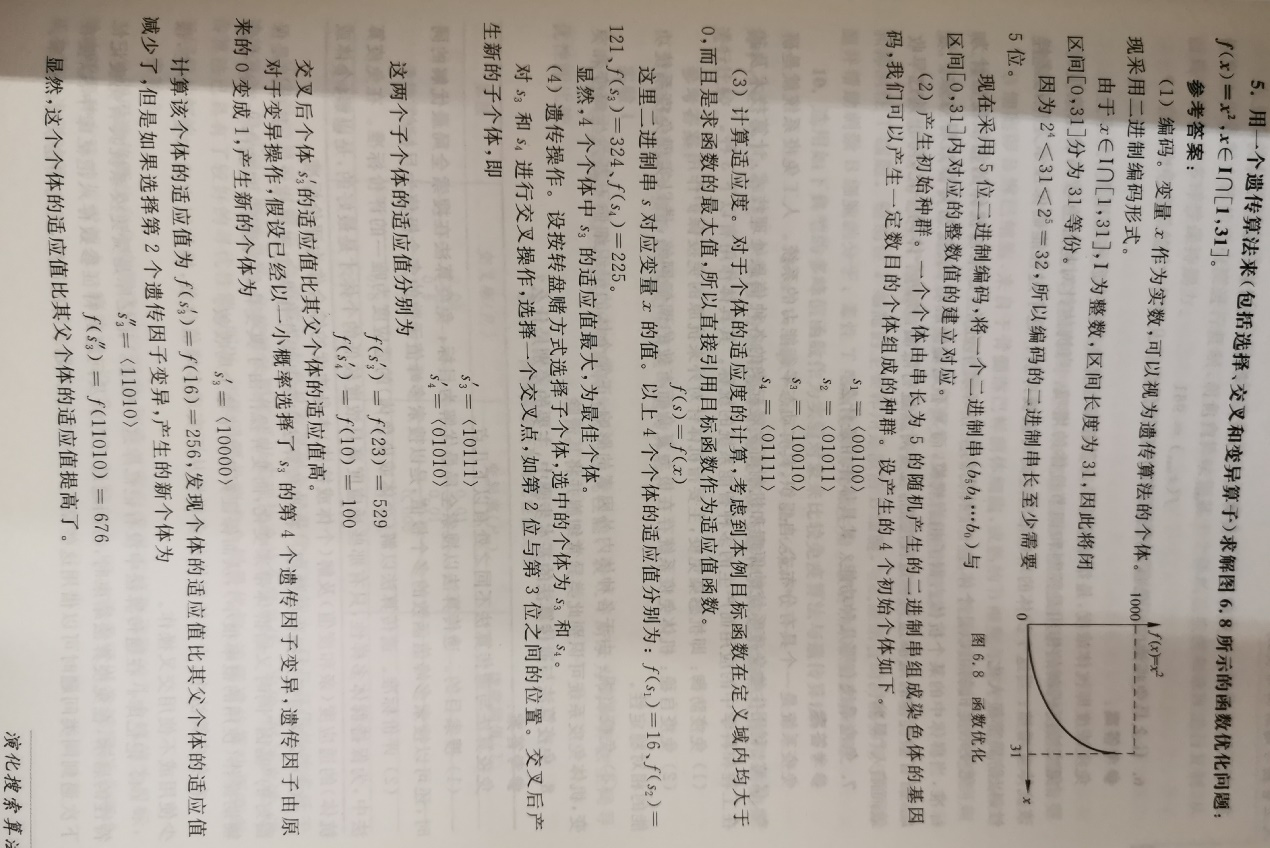 5. 用一个遗传算法来(包括选择、交叉和变异算子)求解图 6.8 所示的函数优化问题:
f(x)=x²,x∈I∩[1,31]。
参考答案:
(1) 编码。变量 x 作为实数,可以视为遗传算法的个体。
现采用二进制编码形式。
由于 x∈I∩[1,31],I 为整数,区间长度为 31,因此将闭
区间[0,31]分为 31 等份。
因为 2⁴<31<2⁵=32,所以编码的二进制串长至少需要
5 位。
1000
f(x)=x²
0
31
x
图 6.8 函数优化
现在采用 5 位二进制编码,将一个二进制串(b₅b₄…b₀)与
区间[0,31]内对应的整数值的建立对应。
(2) 产生初始种群。一个个体由串长为 5 的随机产生的二进制串组成染色体的基因
码,我们可以产生一定数目的个体组成的种群。设产生的 4 个初始个体如下。
s₁ = ⟨00100⟩
s₂ = ⟨01011⟩
s₃ = ⟨10010⟩
s₄ = ⟨01111⟩
(3) 计算适应度。对于个体的适应度的计算,考虑到本例目标函数在定义域内均大于
0,而且是求函数的最大值,所以直接引用目标函数作为适应值函数。
f(s) = f(x)
这里二进制串 s 对应变量 x 的值。以上 4 个个体的适应值分别为:f(s₁)=16、f(s₂)=
121、f(s₃)=324、f(s₄)=225。
显然,4 个个体中 s₃ 的适应值最大,为最佳个体。
(4) 遗传操作。设按转盘赌方式选择子个体,选中的个体为 s₃ 和 s₄。
对 s₃ 和 s₄ 进行交叉操作,选择一个交叉点,如第 2 位与第 3 位之间的位置。交叉后产
生新的子个体,即
s₃′ = ⟨10111⟩
s₄′ = ⟨01010⟩
这两个子个体的适应值分别为
f(s₃′) = f(23) = 529
f(s₄′) = f(10) = 100
交叉后个体 s₃′的适应值比其父个体的适应值高。
对于变异操作,假设已经以一小概率选择了 s₃ 的第 4 个遗传因子变异,遗传因子由原
来的 0 变成 1,产生新的个体为
s₃′ = ⟨10000⟩
计算该个体的适应值为 f(s₃′)=f(16)=256,发现个体的适应值比其父个体的适应值
减少了,但是如果选择第 2 个遗传因子变异,产生的新个体为
s₃″ = ⟨11010⟩
f(s₃″) = f(11010) = 676
显然,这个个体的适应值比其父个体的适应值提高了。
演化搜索算法